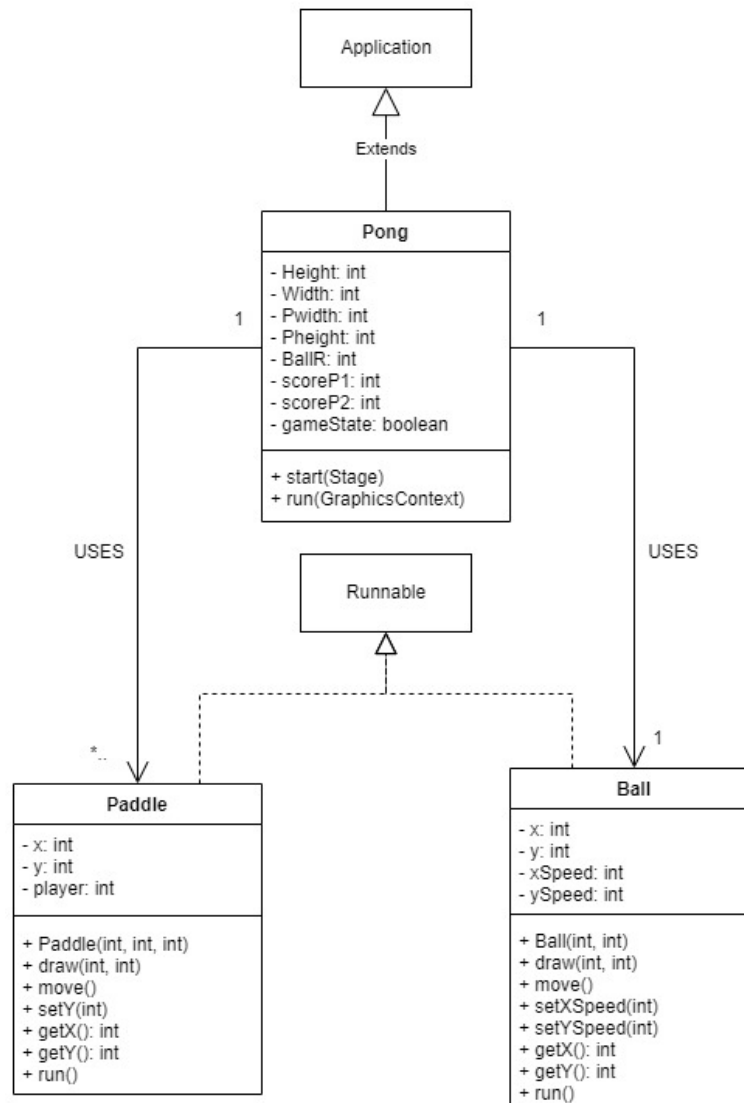 Application
Extends
Pong
- Height: int
- Width: int
- Pwidth: int
- Pheight: int
- BallR: int
- scoreP1: int
- scoreP2: int
- gameState: boolean
+ start(Stage)
+ run(GraphicsContext)
1
1
USES
USES
Runnable
*..
1
Paddle
- x: int
- y: int
- player: int
+ Paddle(int, int, int)
+ draw(int, int)
+ move()
+ setY(int)
+ getX(): int
+ getY(): int
+ run()
Ball
- x: int
- y: int
- xSpeed: int
- ySpeed: int
+ Ball(int, int)
+ draw(int, int)
+ move()
+ setXSpeed(int)
+ setYSpeed(int)
+ getX(): int
+ getY(): int
+ run()